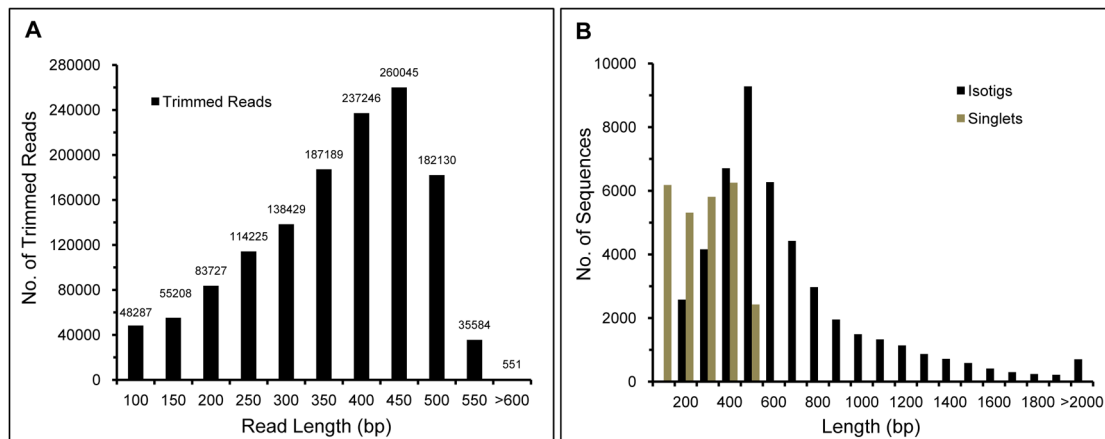 A
280000
240000
200000
160000
120000
80000
40000
0
No. of Trimmed Reads
Trimmed Reads
48287
55208
83727
114225
138429
187189
237246
260045
182130
35584
551
100 150 200 250 300 350 400 450 500 550 >600
Read Length (bp)
B
10000
8000
6000
4000
2000
0
No. of Sequences
Isotigs
Singlets
200 400 600 800 1000 1200 1400 1600 1800 >2000
Length (bp)